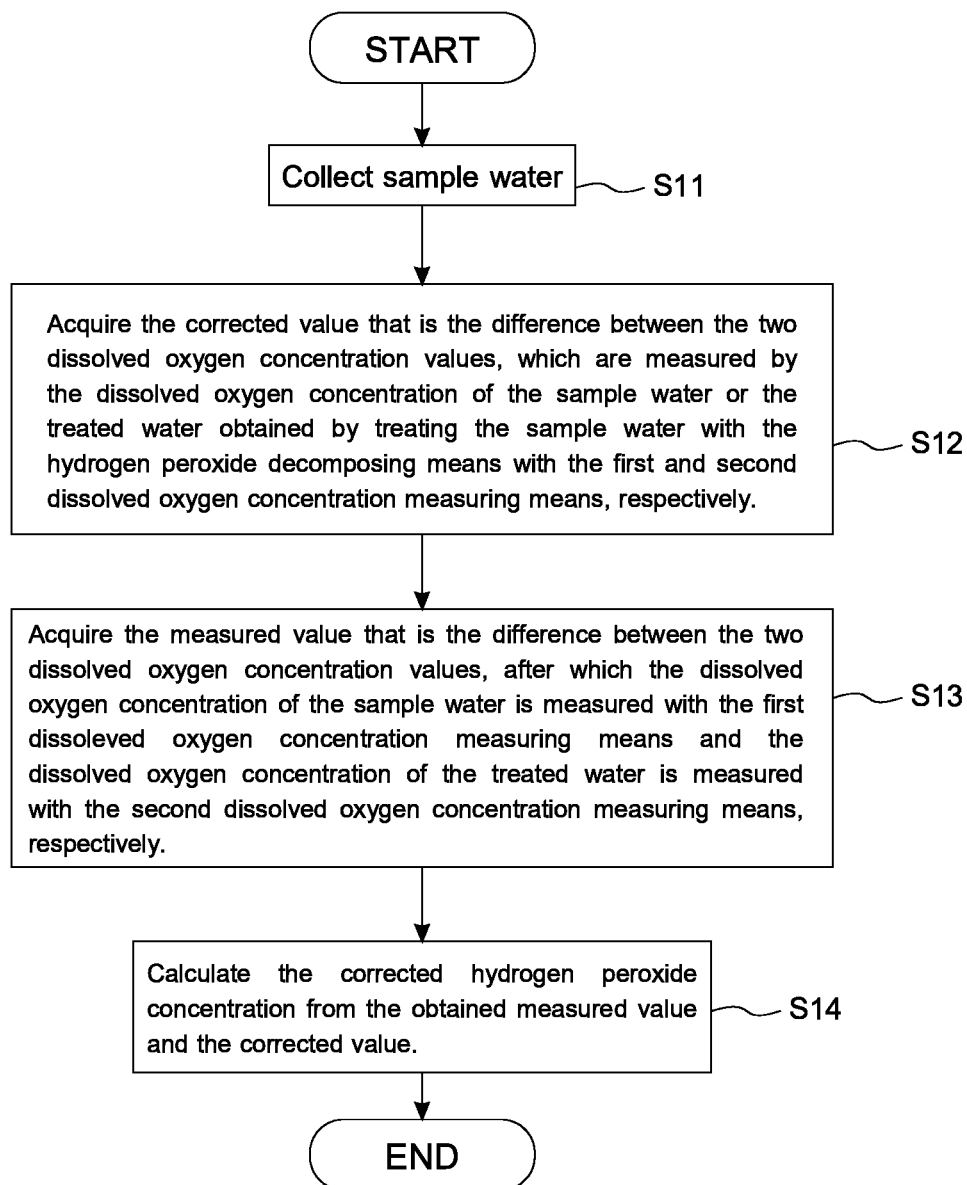 START
Collect sample water
S11
Acquire the corrected value that is the difference between the two
dissolved oxygen concentration values, which are measured by
the dissolved oxygen concentration of the sample water or the
treated water obtained by treating the sample water with the
hydrogen peroxide decomposing means with the first and second
dissolved oxygen concentration measuring means, respectively.
S12
Acquire the measured value that is the difference between the two
dissolved oxygen concentration values, after which the dissolved
oxygen concentration of the sample water is measured with the first
dissoleved oxygen concentration measuring means and the
dissolved oxygen concentration of the treated water is measured
with the second dissolved oxygen concentration measuring means,
respectively.
S13
Calculate the corrected hydrogen peroxide
concentration from the obtained measured value
and the corrected value.
S14
END